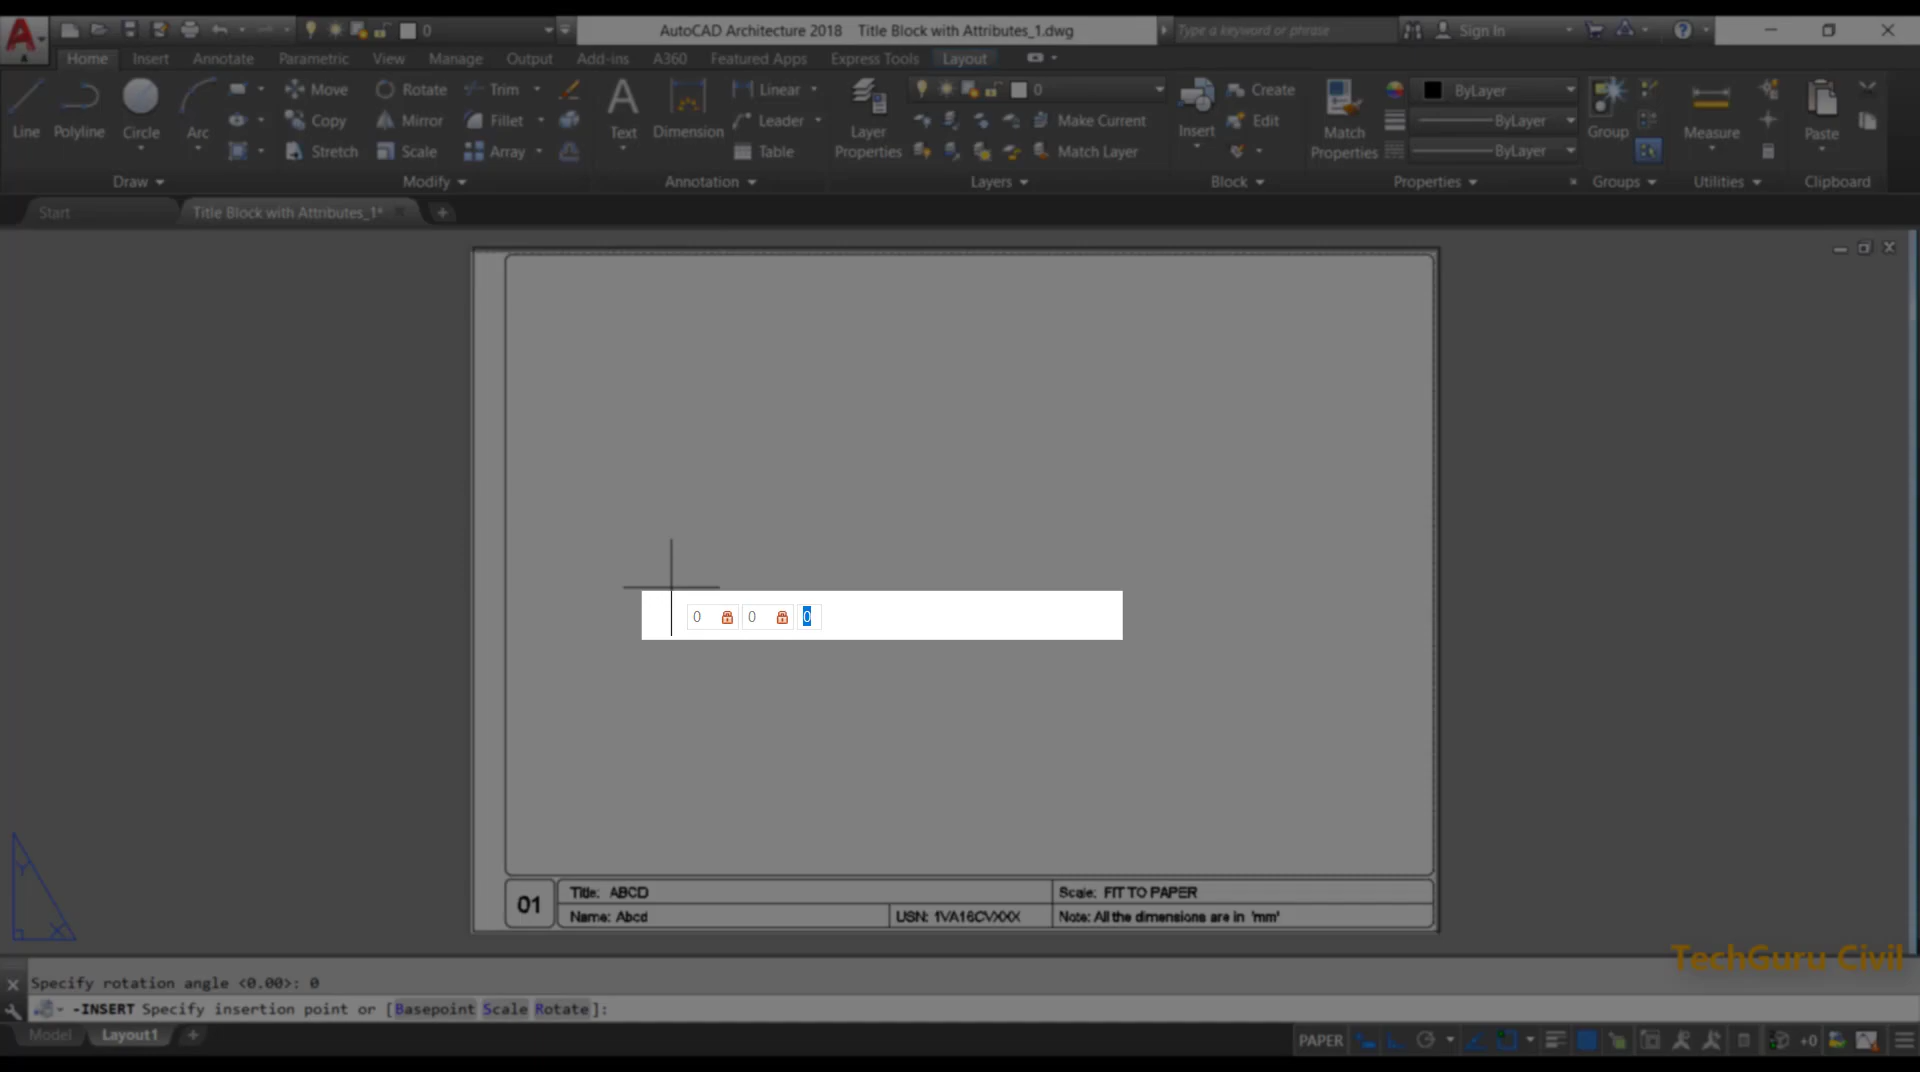 0
AutoCAD Architecture 2018 Title Block with Attributes_1.dwg
Type a keyword or phrase
Sign In
Home Insert Annotate Parametric View Manage Output Add-ins A360 Featured Apps Express Tools Layout
Move Rotate Trim Linear 0 Create ByLayer
Line Polyline Circle Arc Copy Mirror Fillet Text Dimension Leader Layer Properties Make Current Insert Edit Match Properties ByLayer Group Measure Paste
Stretch Scale Array Table Match Layer ByLayer
Draw Modify Annotation Layers Block Properties Groups Utilities Clipboard
Start Title Block with Attributes_1*
0 0 0
01
Title: ABCD
Scale: FIT TO PAPER
Name: Abcd
USN: 1VA16CVXXX
Note: All the dimensions are in 'mm'
Y
X
TechGuru Civil
Specify rotation angle <0.00>: 0
-INSERT Specify insertion point or [Basepoint Scale Rotate]:
Model Layout1 +
PAPER
+0